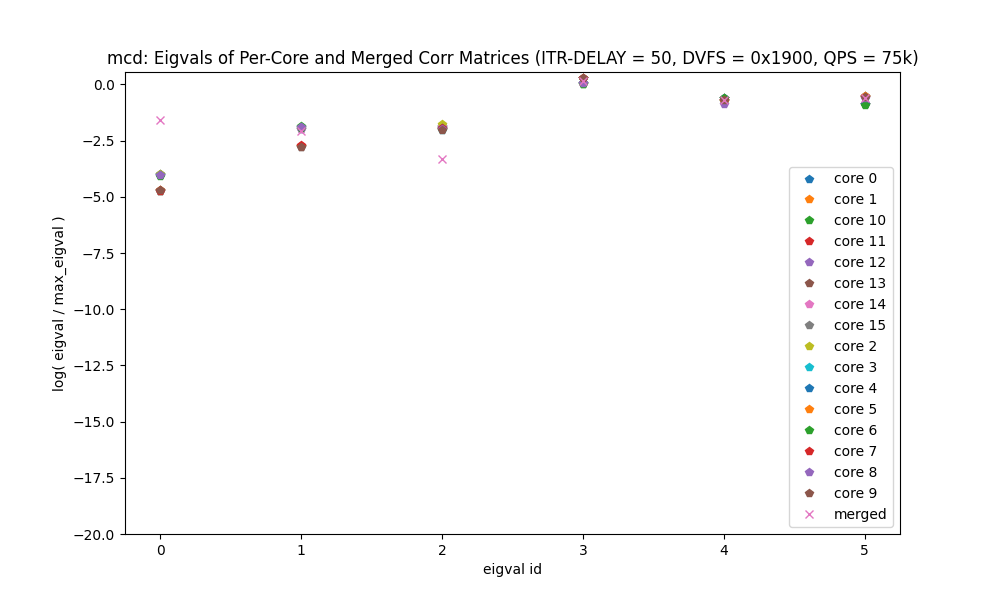 mcd: Eigvals of Per-Core and Merged Corr Matrices (ITR-DELAY = 50, DVFS = 0x1900, QPS = 75k)
log( eigval / max_eigval )
0.0
−2.5
−5.0
−7.5
−10.0
−12.5
−15.0
−17.5
−20.0
core 0
core 1
core 10
core 11
core 12
core 13
core 14
core 15
core 2
core 3
core 4
core 5
core 6
core 7
core 8
core 9
merged
0 1 2 3 4 5
eigval id